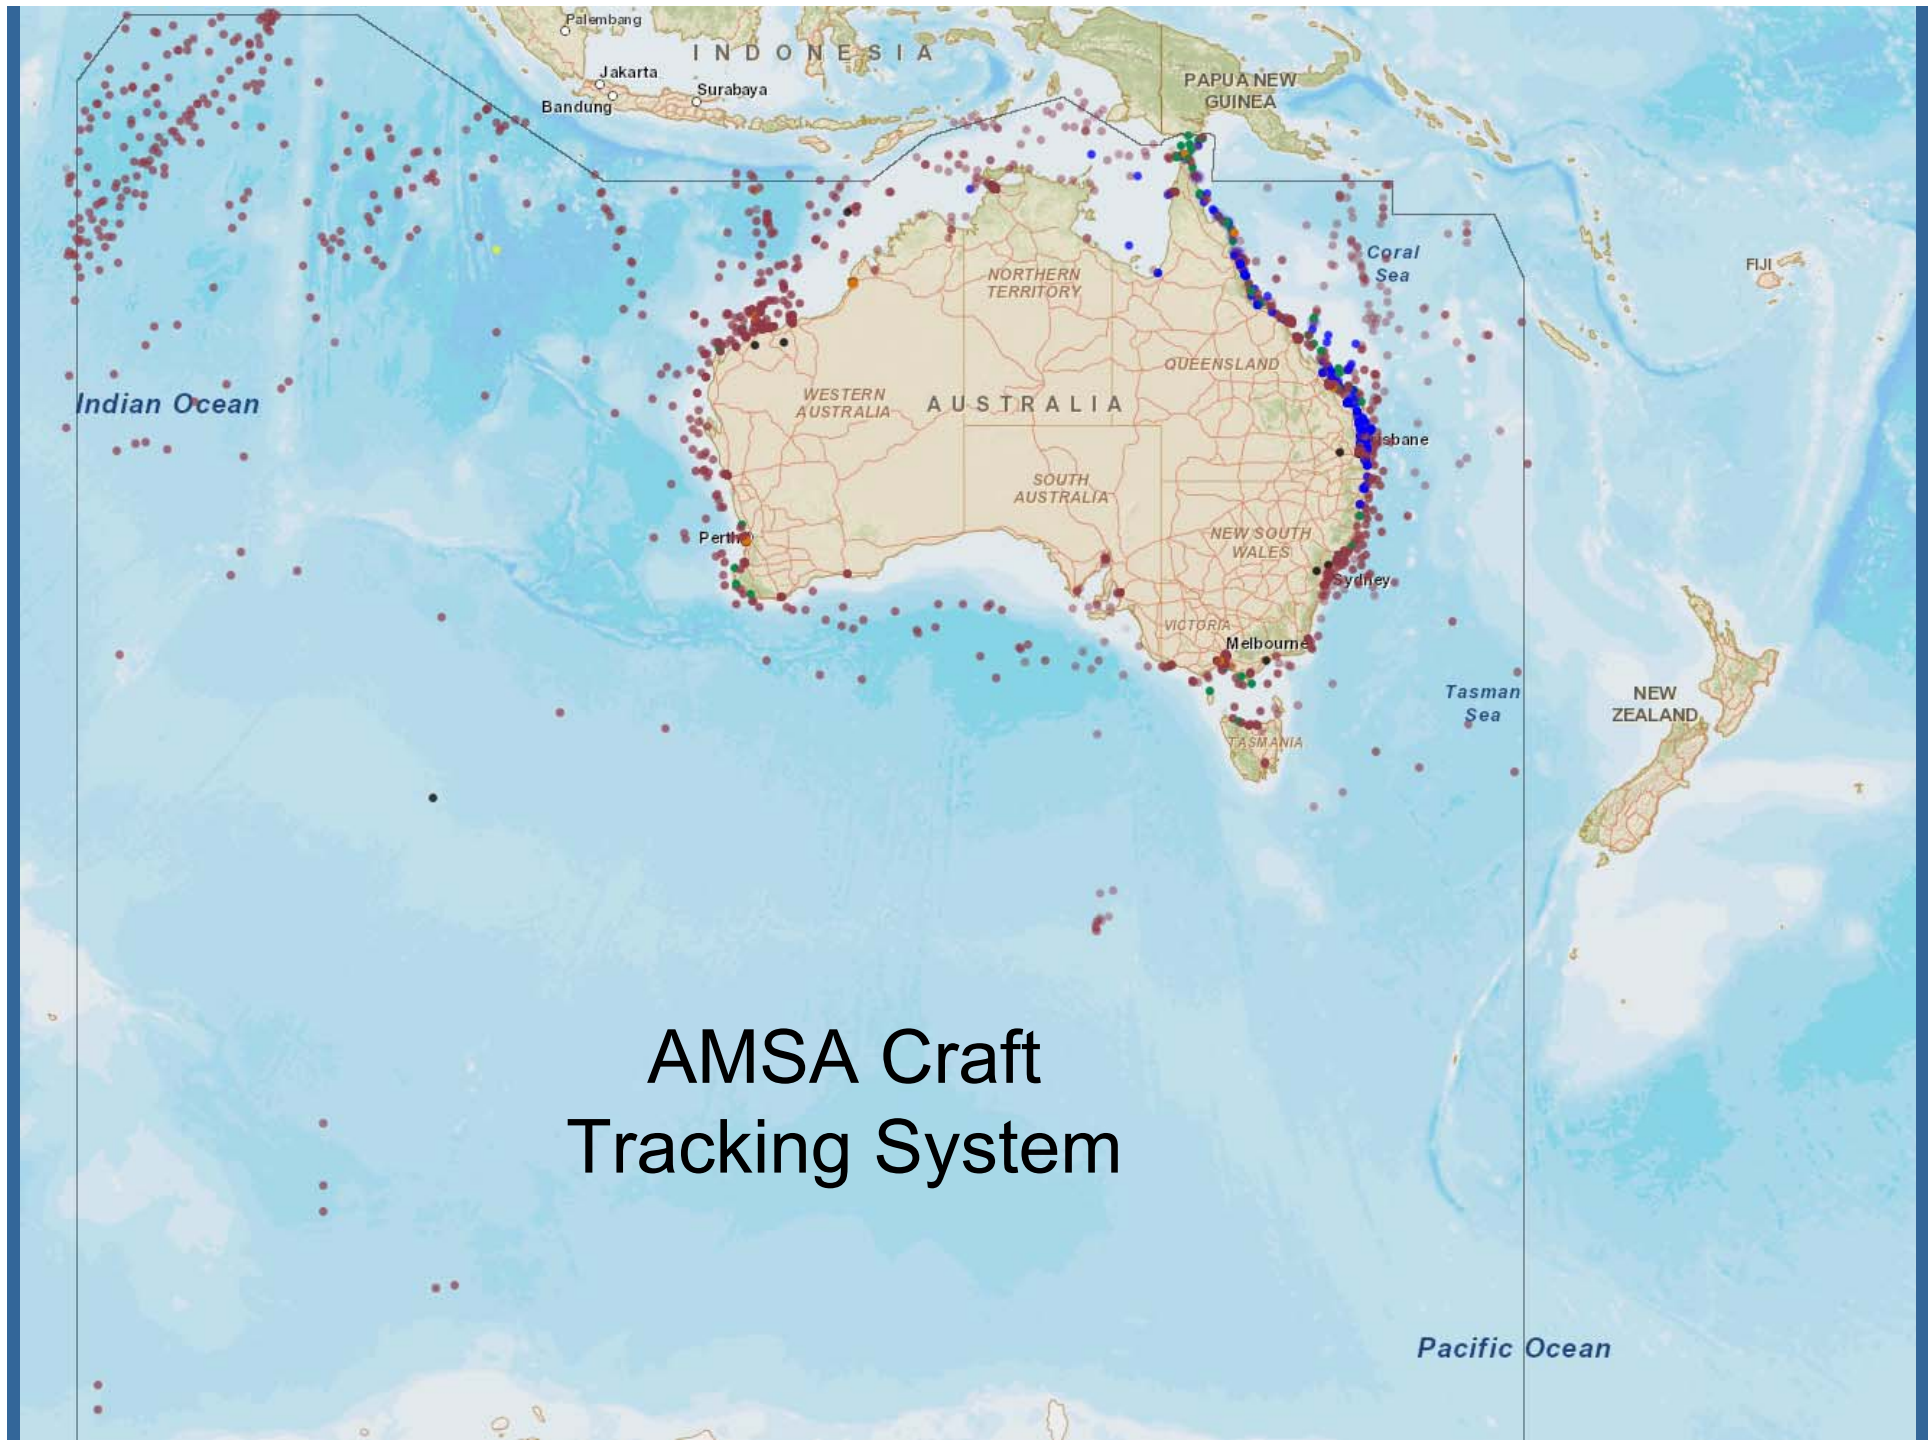 Palembang
INDONESIA
Jakarta
Surabaya
Bandung
PAPUA NEW
GUINEA
Coral
Sea
FIJI
NORTHERN
TERRITORY
QUEENSLAND
Indian Ocean
WESTERN
AUSTRALIA
AUSTRALIA
isbane
SOUTH
AUSTRALIA
Perth
NEW SOUTH
WALES
Sydney
VICTORIA
Melbourne
Tasman
Sea
NEW
ZEALAND
TASMANIA
AMSA Craft
Tracking System
Pacific Ocean